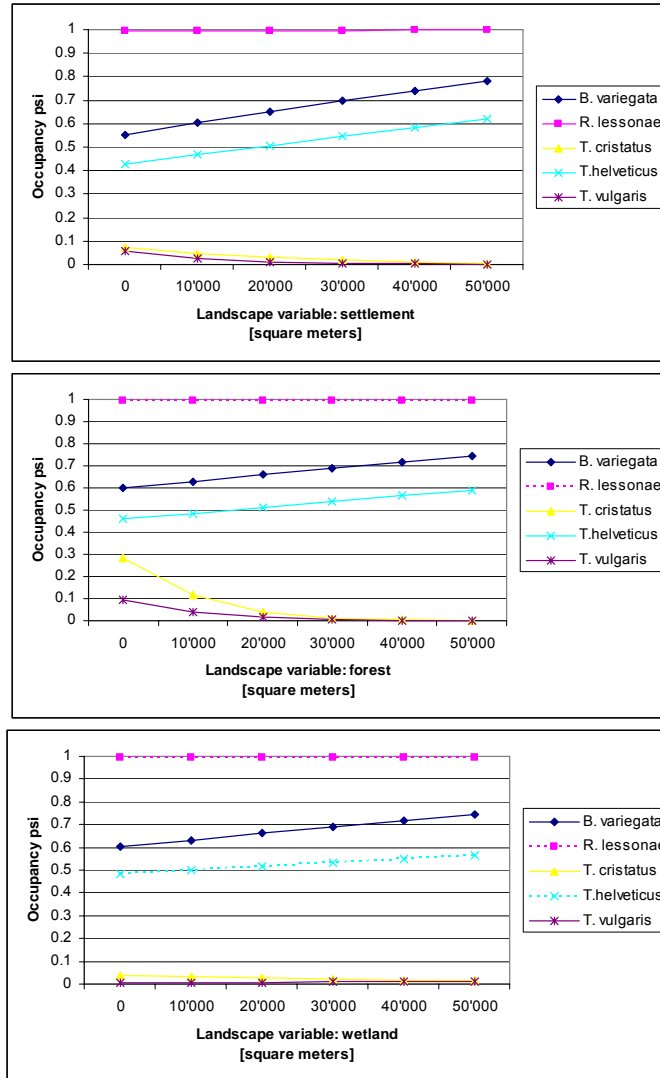 1
0.9
0.8
0.7
0.6
0.5
0.4
0.3
0.2
0.1
0
Occupancy psi
0 10'000 20'000 30'000 40'000 50'000
Landscape variable: settlement
[square meters]
B. variegata
R. lessonae
T. cristatus
T.helveticus
T. vulgaris
1
0.9
0.8
0.7
0.6
0.5
0.4
0.3
0.2
0.1
0
Occupancy psi
0 10'000 20'000 30'000 40'000 50'000
Landscape variable: forest
[square meters]
B. variegata
R. lessonae
T. cristatus
T.helveticus
T. vulgaris
1
0.9
0.8
0.7
0.6
0.5
0.4
0.3
0.2
0.1
0
Occupancy psi
0 10'000 20'000 30'000 40'000 50'000
Landscape variable: wetland
[square meters]
B. variegata
R. lessonae
T. cristatus
T.helveticus
T. vulgaris